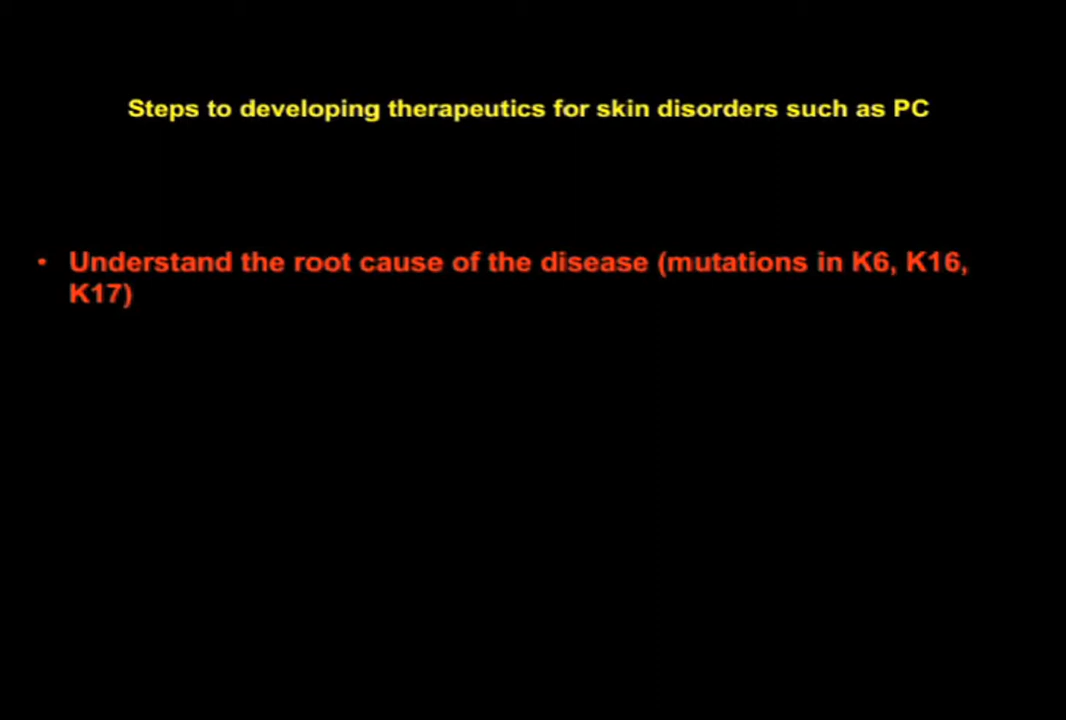 Steps to developing therapeutics for skin disorders such as PC
• Understand the root cause of the disease (mutations in K6, K16,
K17)